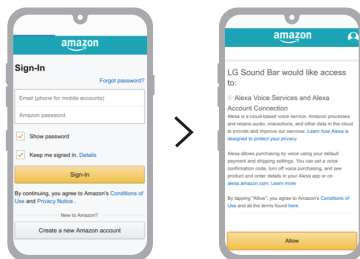 amazon
Sign-In
Forgot password?
Email (phone for mobile accounts)
Amazon password
Show password
Keep me signed in. Details
Sign-In
By continuing, you agree to Amazon's Conditions of
Use and Privacy Notice .
New to Amazon?
Create a new Amazon account
amazon
LG Sound Bar would like access
to:
Alexa Voice Services and Alexa
Account Connection
Alexa is a cloud-based voice service. Amazon processes
and retains audio, interactions, and other data in the cloud
to provide and improve our services. Learn how Alexa is
designed to protect your privacy.
Alexa allows purchasing by voice using your default
payment and shipping settings. You can set a voice
confirmation code, turn off voice purchasing, and see
product and order details in your Alexa app or on
alexa.amazon.com. Learn more
By tapping "Allow", you agree to Amazon's Conditions of
Use and all the terms found here.
Allow